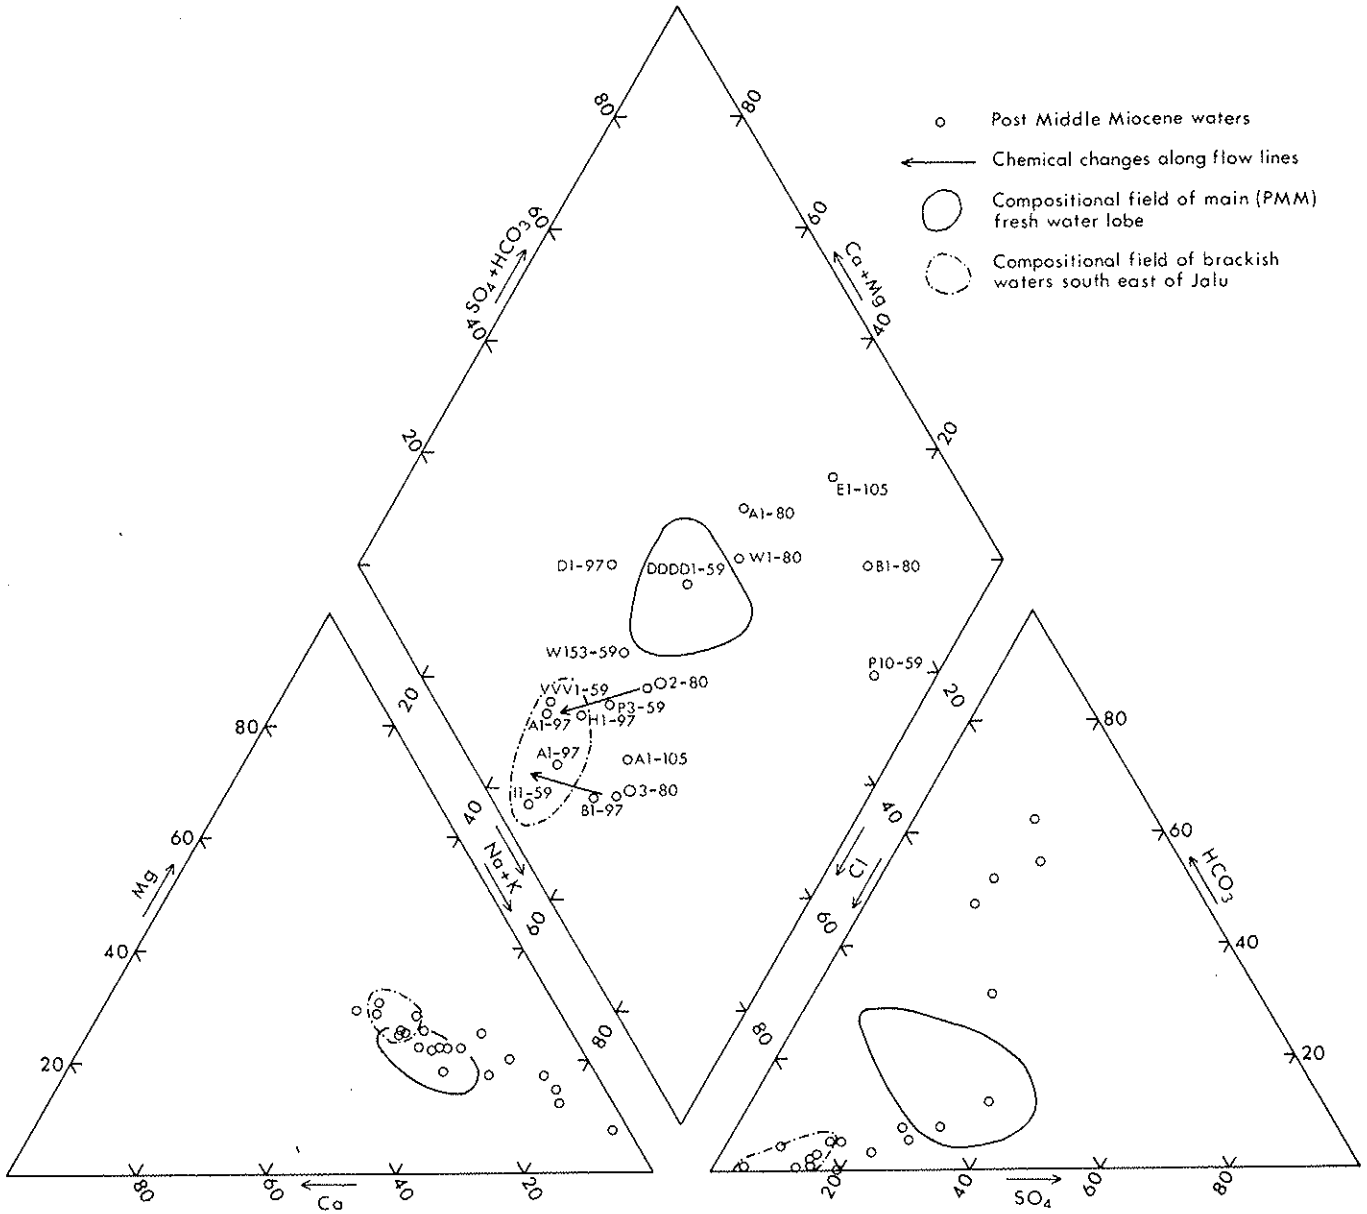 80
80
Post Middle Miocene waters
Chemical changes along flow lines
Compositional field of main (PMM)
fresh water lobe
Compositional field of brackish
waters south east of Jalu
60
60
SO4+HCO3
Ca+Mg
40
40
20
20
E1-105
A1-80
W1-80
D1-97
DDDD1-59
B1-80
W153-59
P10-59
O2-80
VVV1-59
P3-59
A1-97
H1-97
A1-97
A1-105
I1-59
O3-80
B1-97
20
20
80
80
40
40
Na+K
Cl
60
60
HCO3
Mg
60
60
40
40
80
80
20
20
80
60
40
20
Ca
20
40
60
80
SO4